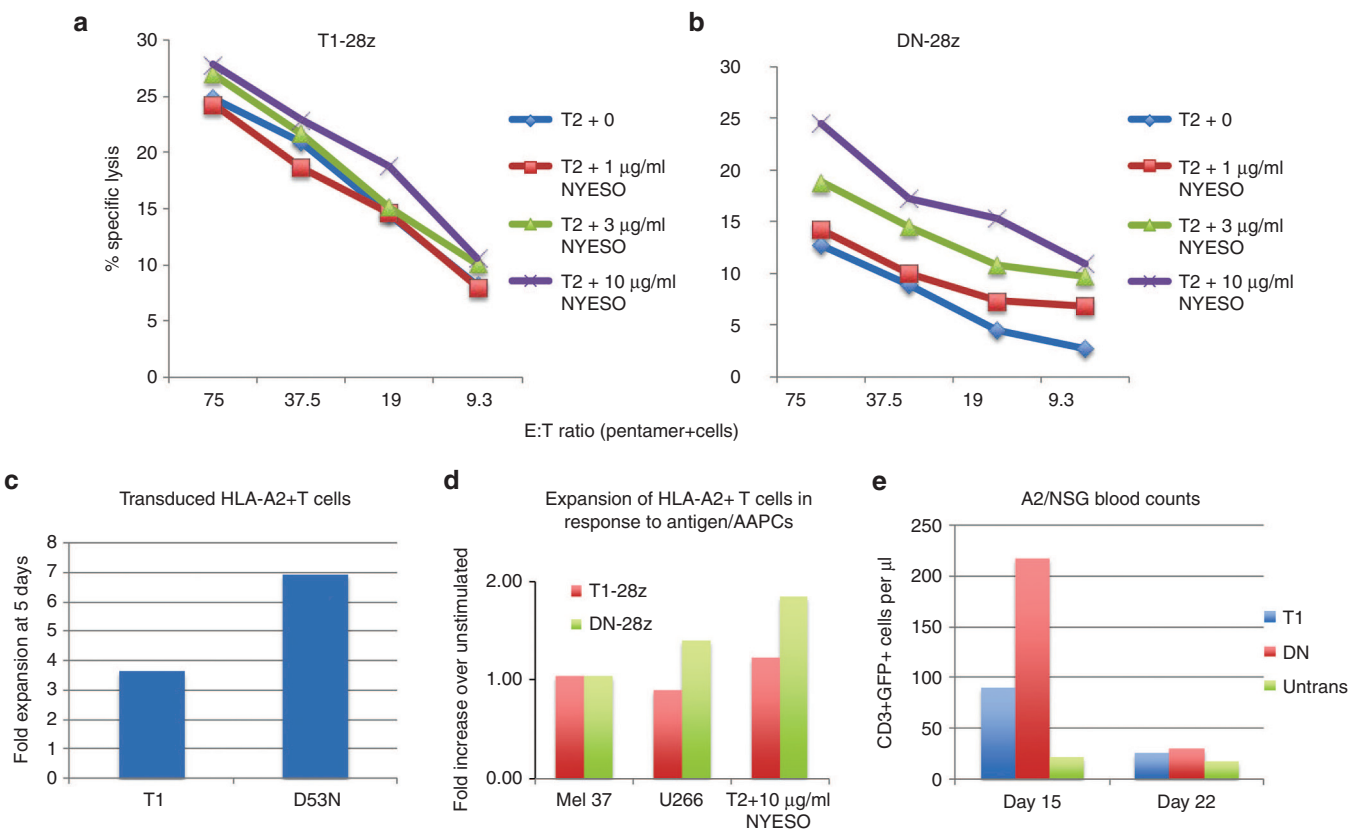 a
T1-28z
30
25
20
15
10
5
0
% specific lysis
75 37.5 19 9.3
T2 + 0
T2 + 1 µg/ml
NYESO
T2 + 3 µg/ml
NYESO
T2 + 10 µg/ml
NYESO
b
DN-28z
30
25
20
15
10
5
0
75 37.5 19 9.3
T2 + 0
T2 + 1 µg/ml
NYESO
T2 + 3 µg/ml
NYESO
T2 + 10 µg/ml
NYESO
E:T ratio (pentamer+cells)
c
Transduced HLA-A2+T cells
Fold expansion at 5 days
8
7
6
5
4
3
2
1
0
T1 D53N
d
Expansion of HLA-A2+ T cells in
response to antigen/AAPCs
Fold increase over unstimulated
2.00
1.00
0.00
T1-28z
DN-28z
Mel 37 U266 T2+10 µg/ml
NYESO
e
A2/NSG blood counts
CD3+GFP+ cells per µl
250
200
150
100
50
0
Day 15 Day 22
T1
DN
Untrans